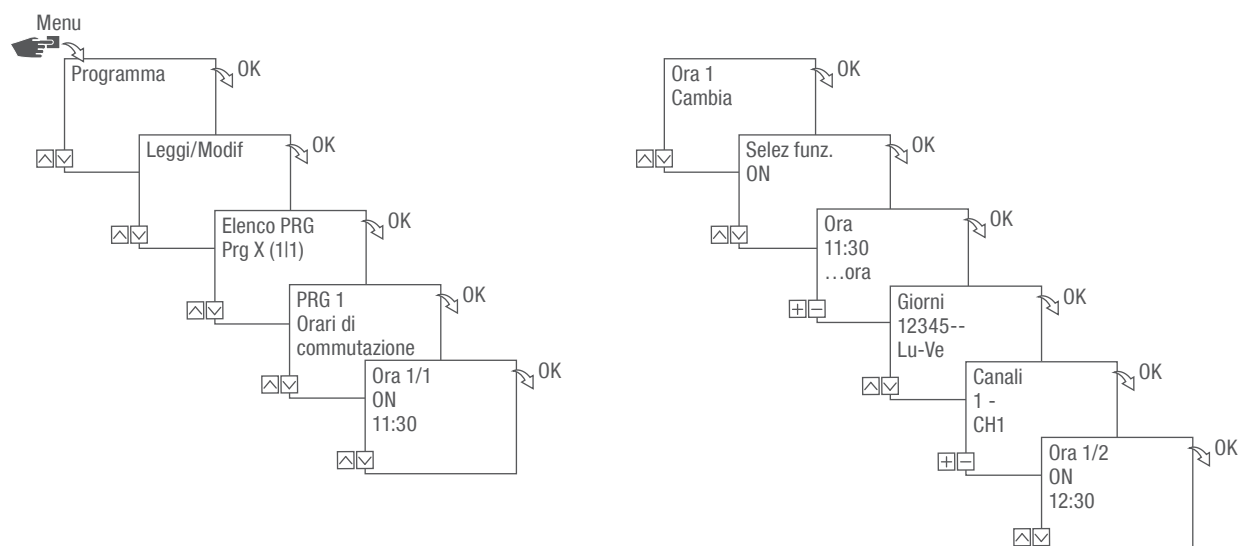 Menu
Programma
OK
Leggi/Modif
OK
Elenco PRG
Prg X (1|1)
OK
PRG 1
Orari di
commutazione
OK
Ora 1/1
ON
11:30
OK
Ora 1
Cambia
OK
Selez funz.
ON
OK
Ora
11:30
…ora
OK
Giorni
12345--
Lu-Ve
OK
Canali
1 -
CH1
OK
Ora 1/2
ON
12:30
OK